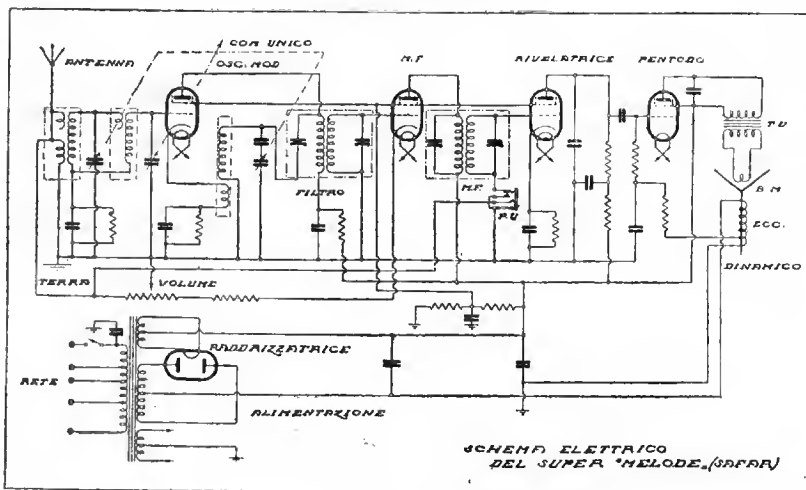 ANTENNA
COM UNICO
OSC. MOD
M.F
RIVELATRICE
PENTODO
T.U
FILTRO
M.F.
P.U
B.M
ECC.
DINAMICO
TERRA
VOLUME
RADDRIZZATRICE
RETE
ALIMENTAZIONE
SCHEMA ELETTRICO
DEL SUPER "MELODE„ (SAFAR)